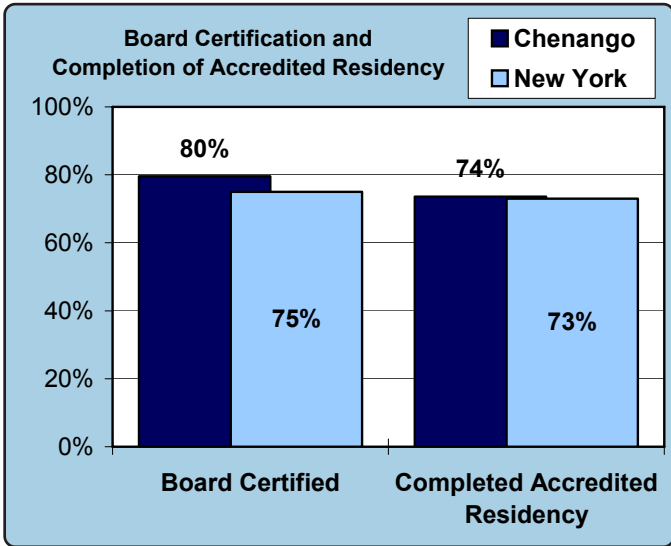 Board Certification and
Completion of Accredited Residency
Chenango
New York
100%
80%
60%
40%
20%
0%
80%
75%
74%
73%
Board Certified
Completed Accredited
Residency